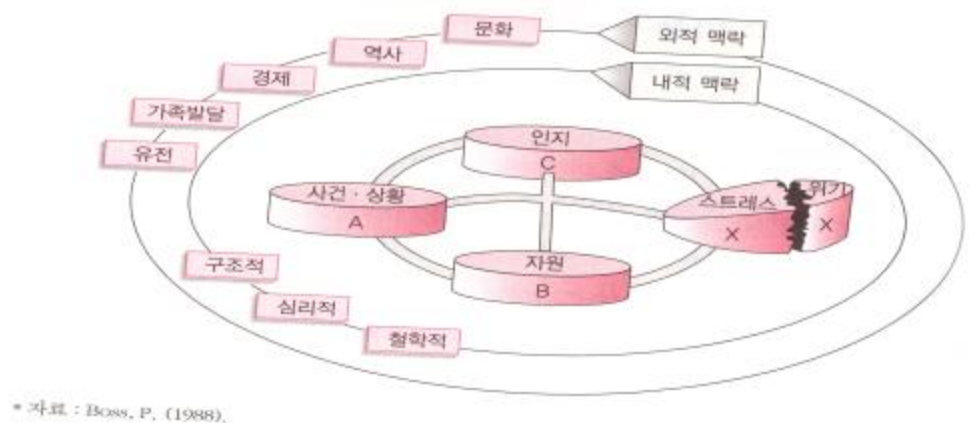 문화
외적 맥락
역사
내적 맥락
경제
가족발달
유전
인지
C
사건 · 상황
A
스트레스
X
위기
X
자원
B
구조적
심리적
철학적
* 자료 : Boss, P. (1988).